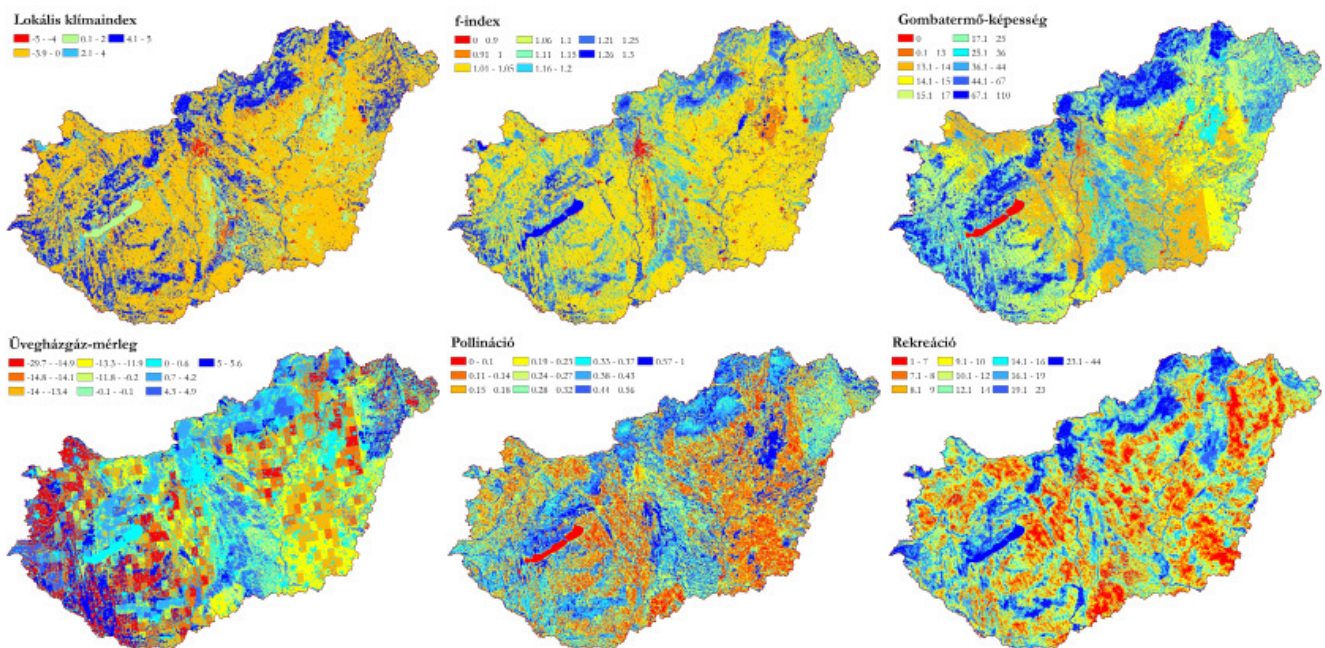 Lokális klímaindex
-5 - -4 0.1 - 2 4.1 - 5
-3.9 - 0 2.1 - 4
f-index
0 0.9 1.06 1.1 1.21 1.25
0.91 1 1.11 1.15 1.26 1.5
1.01 1.05 1.16 - 1.2
Gombatermő-képesség
0 17.1 25
0.1 13 25.1 36
13.1 - 14 36.1 - 44
14.1 - 15 44.1 - 67
15.1 17 67.1 110
Üvegházgáz-mérleg
-29.7 - -14.9 -13.3 - -11.9 0 - 0.6 5 - 5.6
-14.8 - -14.1 -11.8 - -0.2 0.7 - 4.2
-14 - -13.4 -0.1 - -0.1 4.3 - 4.9
Pollináció
0 - 0.1 0.19 - 0.23 0.33 - 0.37 0.57 - 1
0.11 - 0.14 0.24 - 0.27 0.38 - 0.43
0.15 0.18 0.28 0.32 0.44 0.56
Rekreáció
1 - 7 9.1 - 10 14.1 - 16 23.1 - 44
7.1 - 8 10.1 - 12 16.1 - 19
8.1 9 12.1 14 19.1 23